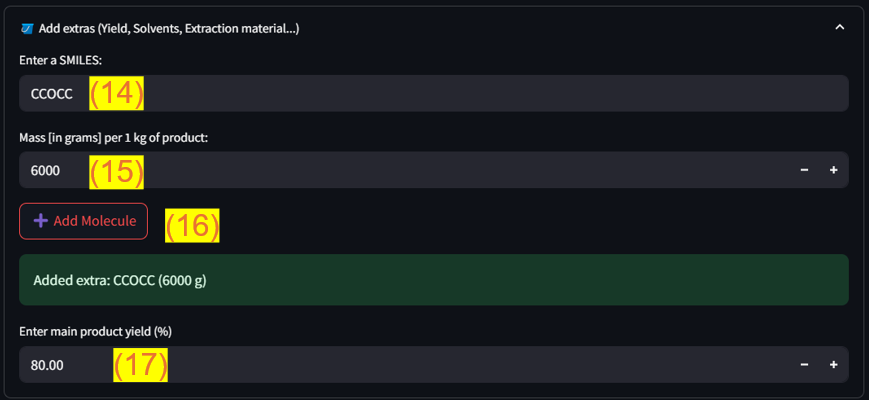 Add extras (Yield, Solvents, Extraction material...)
Enter a SMILES:
CCOCC (14)
Mass [in grams] per 1 kg of product:
6000 (15) − +
Add Molecule (16)
Added extra: CCOCC (6000 g)
Enter main product yield (%)
80.00 (17) − +